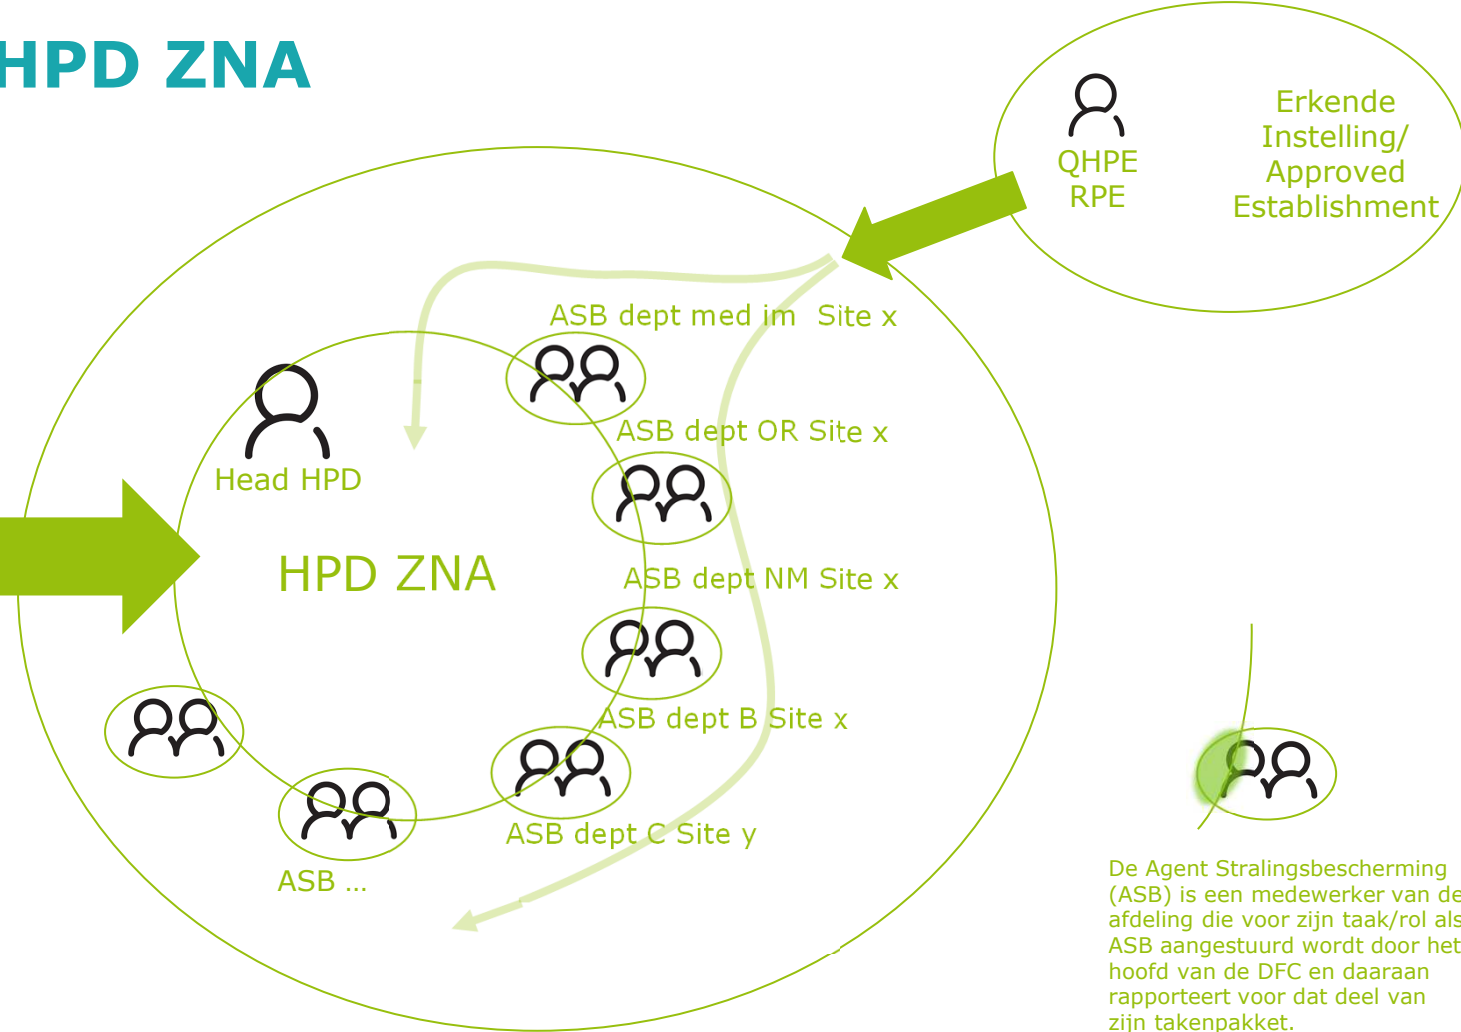 HPD ZNA
QHPE
RPE
Erkende
Instelling/
Approved
Establishment
ASB dept med im  Site x
ASB dept OR Site x
Head HPD
HPD ZNA
ASB dept NM Site x
ASB dept B Site x
ASB dept C Site y
ASB ...
De Agent Stralingsbescherming
(ASB) is een medewerker van de
afdeling die voor zijn taak/rol als
ASB aangestuurd wordt door het
hoofd van de DFC en daaraan
rapporteert voor dat deel van
zijn takenpakket.